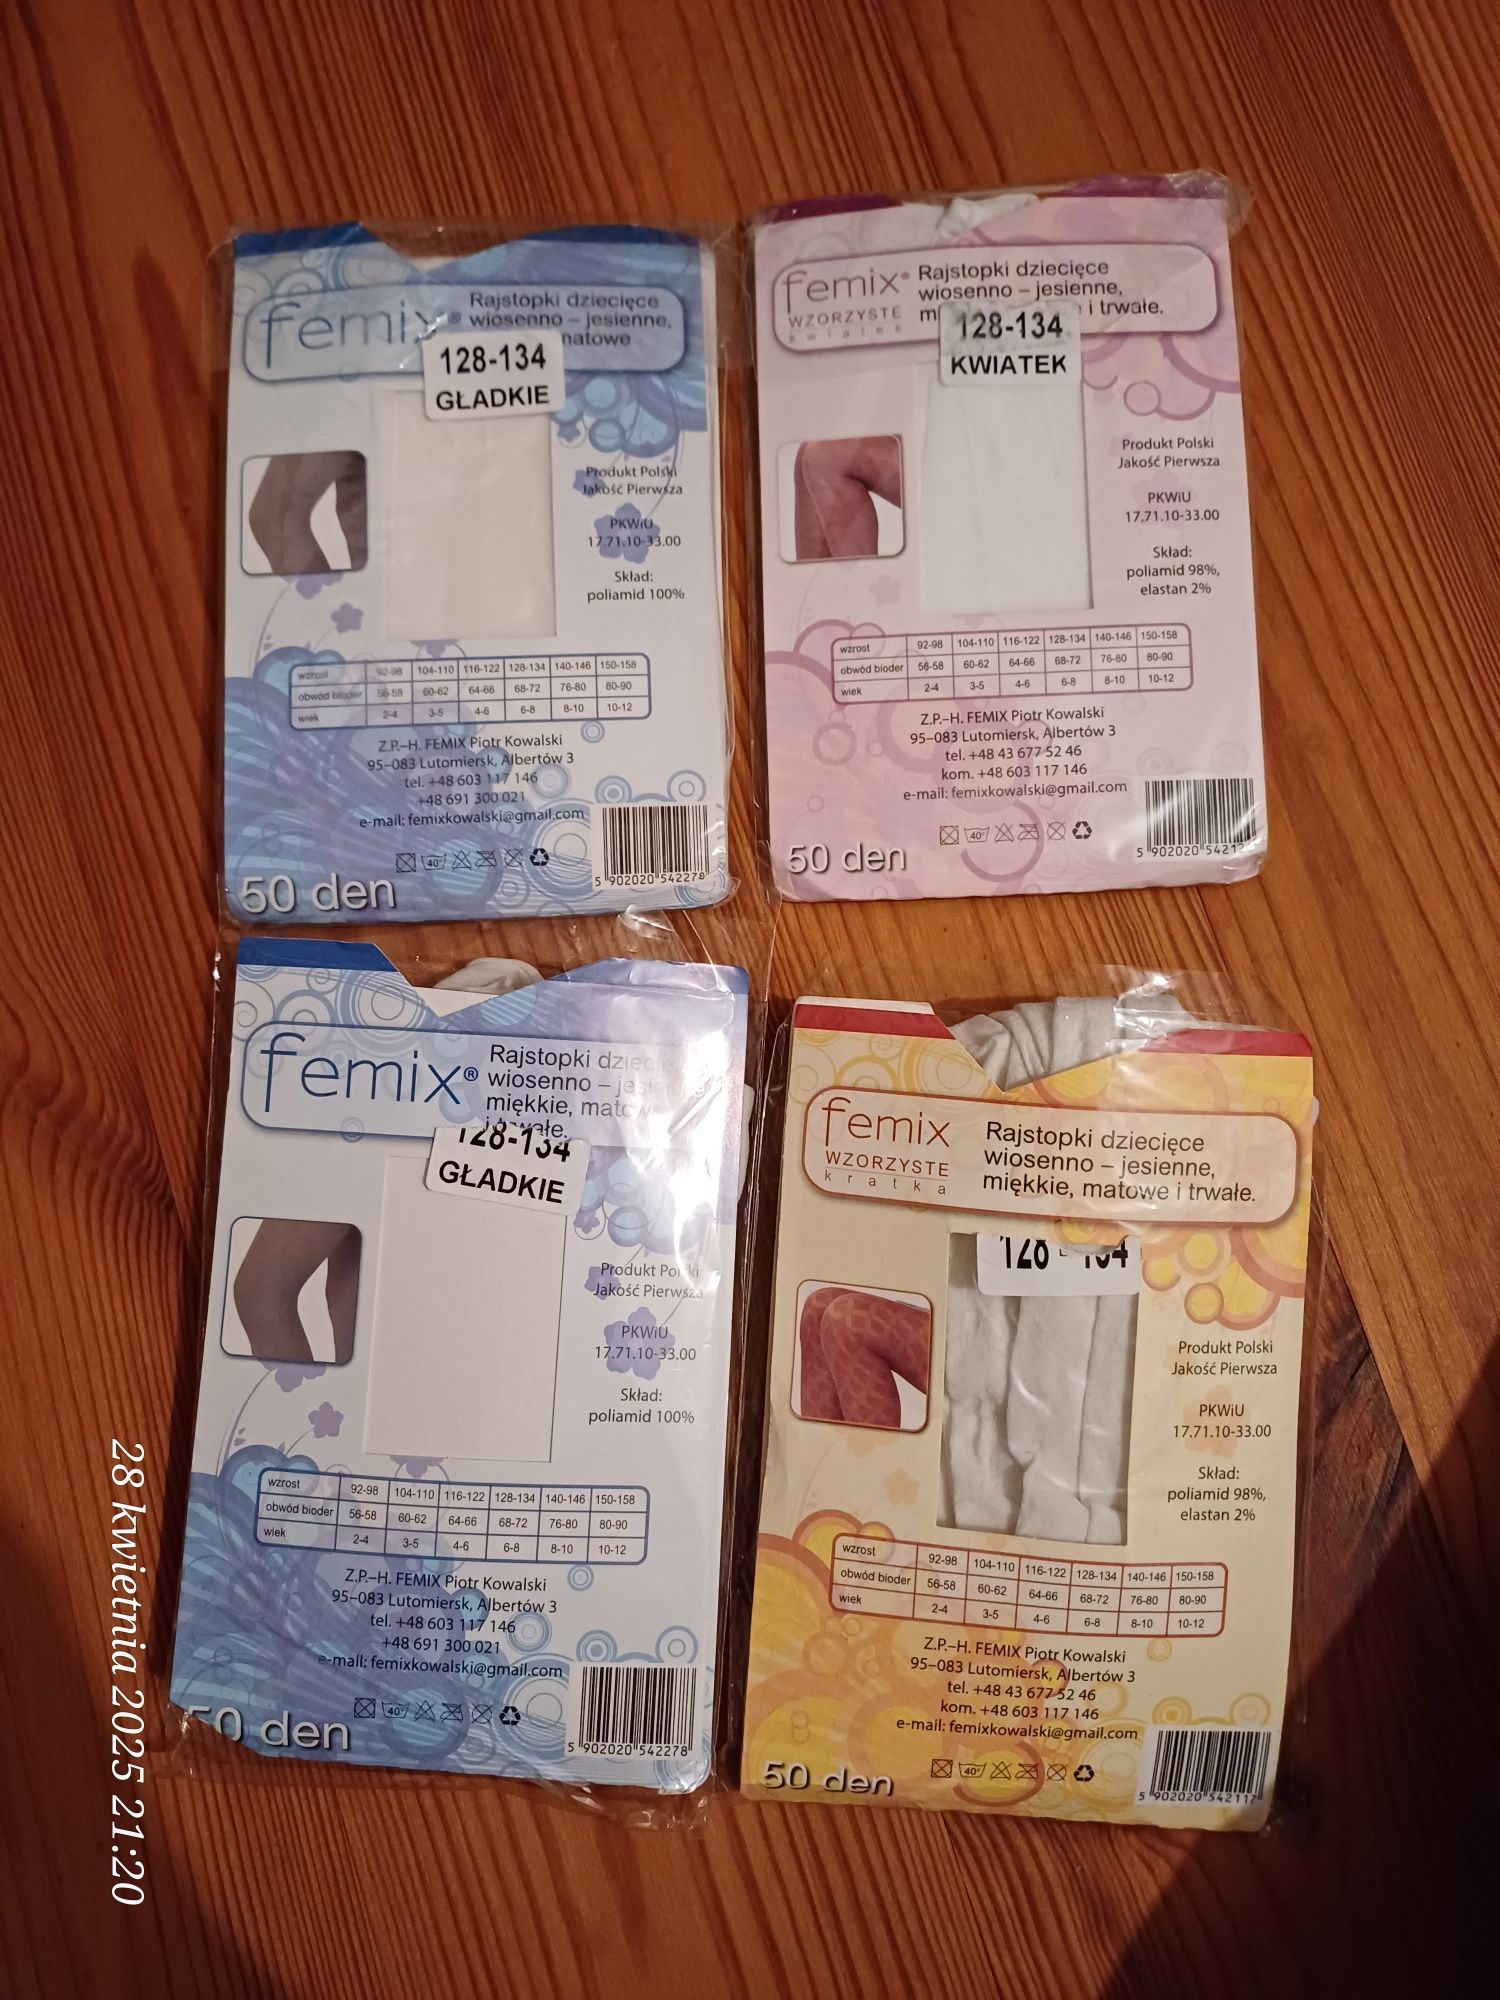 femix®
Rajstopki dziecięce
wiosenno – jesienne,
matowe
128-134
GŁADKIE
Produkt Polski
Jakość Pierwsza
PKWiU
17.71.10-33.00
Skład:
poliamid 100%
wzrost 92-98 104-110 116-122 128-134 140-146 150-158
obwód bioder 56-58 60-62 64-66 68-72 76-80 80-90
wiek 2-4 3-5 4-6 6-8 8-10 10-12
Z.P.–H. FEMIX Piotr Kowalski
95–083 Lutomiersk, Albertów 3
tel. +48 603 117 146
+48 691 300 021
e-mail: femixkowalski@gmail.com
40°
5 902020 542278
50 den
femix®
WZORZYSTE
kwiatek
Rajstopki dziecięce
wiosenno – jesienne,
i trwałe.
128-134
KWIATEK
Produkt Polski
Jakość Pierwsza
PKWiU
17.71.10-33.00
Skład:
poliamid 98%,
elastan 2%
wzrost 92-98 104-110 116-122 128-134 140-146 150-158
obwód bioder 56-58 60-62 64-66 68-72 76-80 80-90
wiek 2-4 3-5 4-6 6-8 8-10 10-12
Z.P.–H. FEMIX Piotr Kowalski
95–083 Lutomiersk, Albertów 3
tel. +48 43 677 52 46
kom. +48 603 117 146
e-mail: femixkowalski@gmail.com
40°
5 902020
50 den
femix®
Rajstopki
wiosenno –
miękkie,
128-134
GŁADKIE
Produkt Polski
Jakość Pierwsza
PKWiU
17.71.10-33.00
Skład:
poliamid 100%
wzrost 92-98 104-110 116-122 128-134 140-146 150-158
obwód bioder 56-58 60-62 64-66 68-72 76-80 80-90
wiek 2-4 3-5 4-6 6-8 8-10 10-12
Z.P.–H. FEMIX Piotr Kowalski
95–083 Lutomiersk, Albertów 3
tel. +48 603 117 146
+48 691 300 021
e-mail: femixkowalski@gmail.com
40°
5 902020 542278
50 den
femix
WZORZYSTE
kratka
Rajstopki dziecięce
wiosenno – jesienne,
miękkie, matowe i trwałe.
128 - 134
Produkt Polski
Jakość Pierwsza
PKWiU
17.71.10-33.00
Skład:
poliamid 98%,
elastan 2%
wzrost 92-98 104-110 116-122 128-134 140-146 150-158
obwód bioder 56-58 60-62 64-66 68-72 76-80 80-90
wiek 2-4 3-5 4-6 6-8 8-10 10-12
Z.P.–H. FEMIX Piotr Kowalski
95–083 Lutomiersk, Albertów 3
tel. +48 43 677 52 46
kom. +48 603 117 146
e-mail: femixkowalski@gmail.com
40°
5 902020 542117
50 den
28 kwietnia 2025 21:20